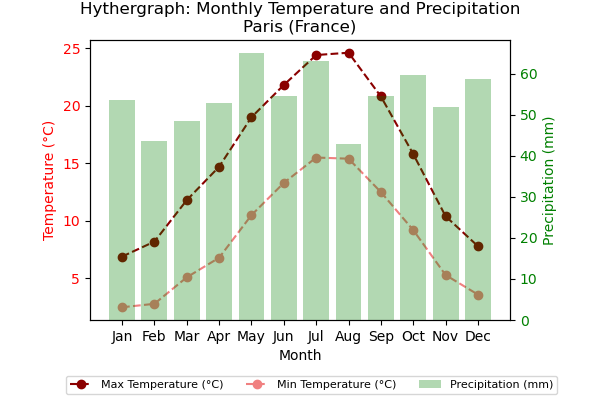 Hythergraph: Monthly Temperature and Precipitation
Paris (France)
25
20
15
10
5
Temperature (°C)
60
50
40
30
20
10
0
Precipitation (mm)
Jan Feb Mar Apr May Jun Jul Aug Sep Oct Nov Dec
Month
Max Temperature (°C) Min Temperature (°C) Precipitation (mm)